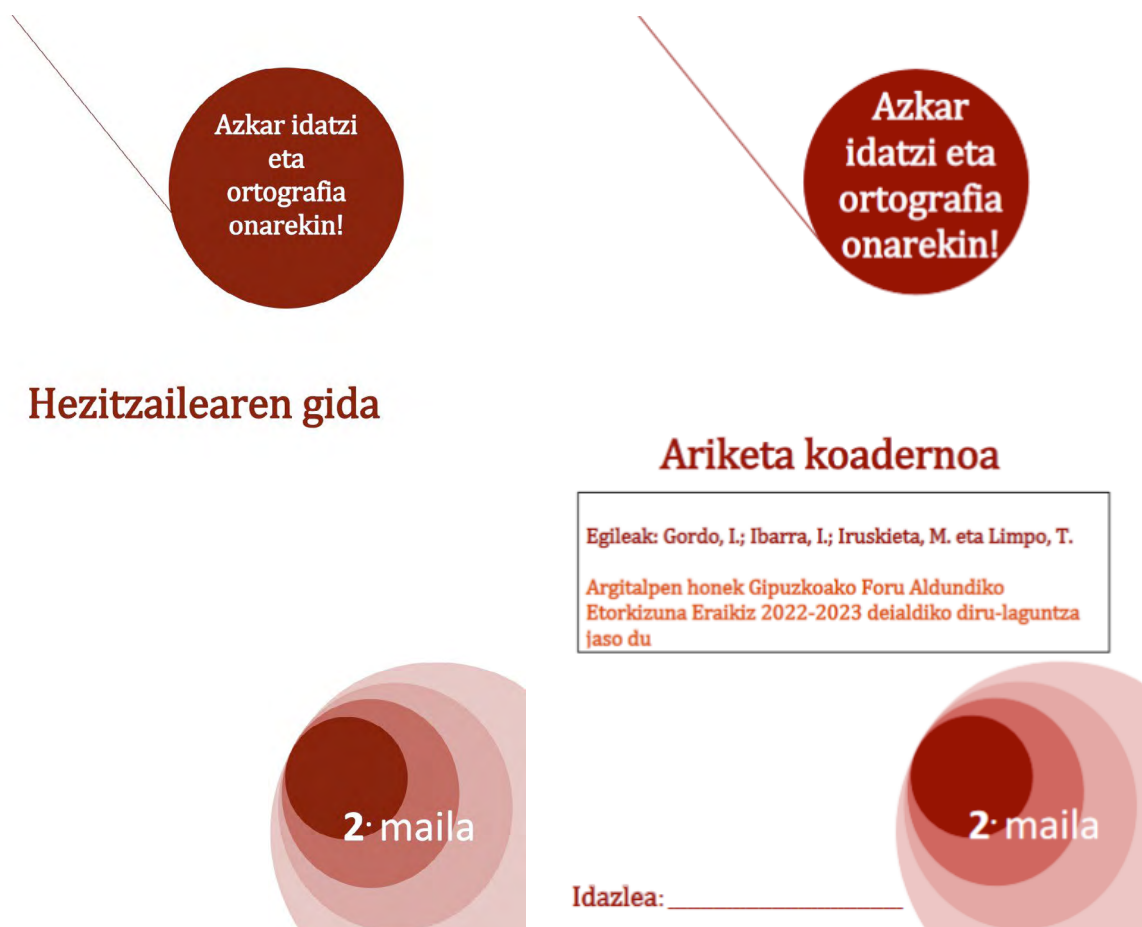 Azkar idatzi
eta
ortografia
onarekin!
Hezitzailearen gida
2. maila
Azkar
idatzi eta
ortografia
onarekin!
Ariketa koadernoa
Egileak: Gordo, I.; Ibarra, I.; Iruskieta, M. eta Limpo, T.
Argitalpen honek Gipuzkoako Foru Aldundiko
Etorkizuna Eraikiz 2022-2023 deialdiko diru-laguntza
jaso du
2. maila
Idazlea: ________________________